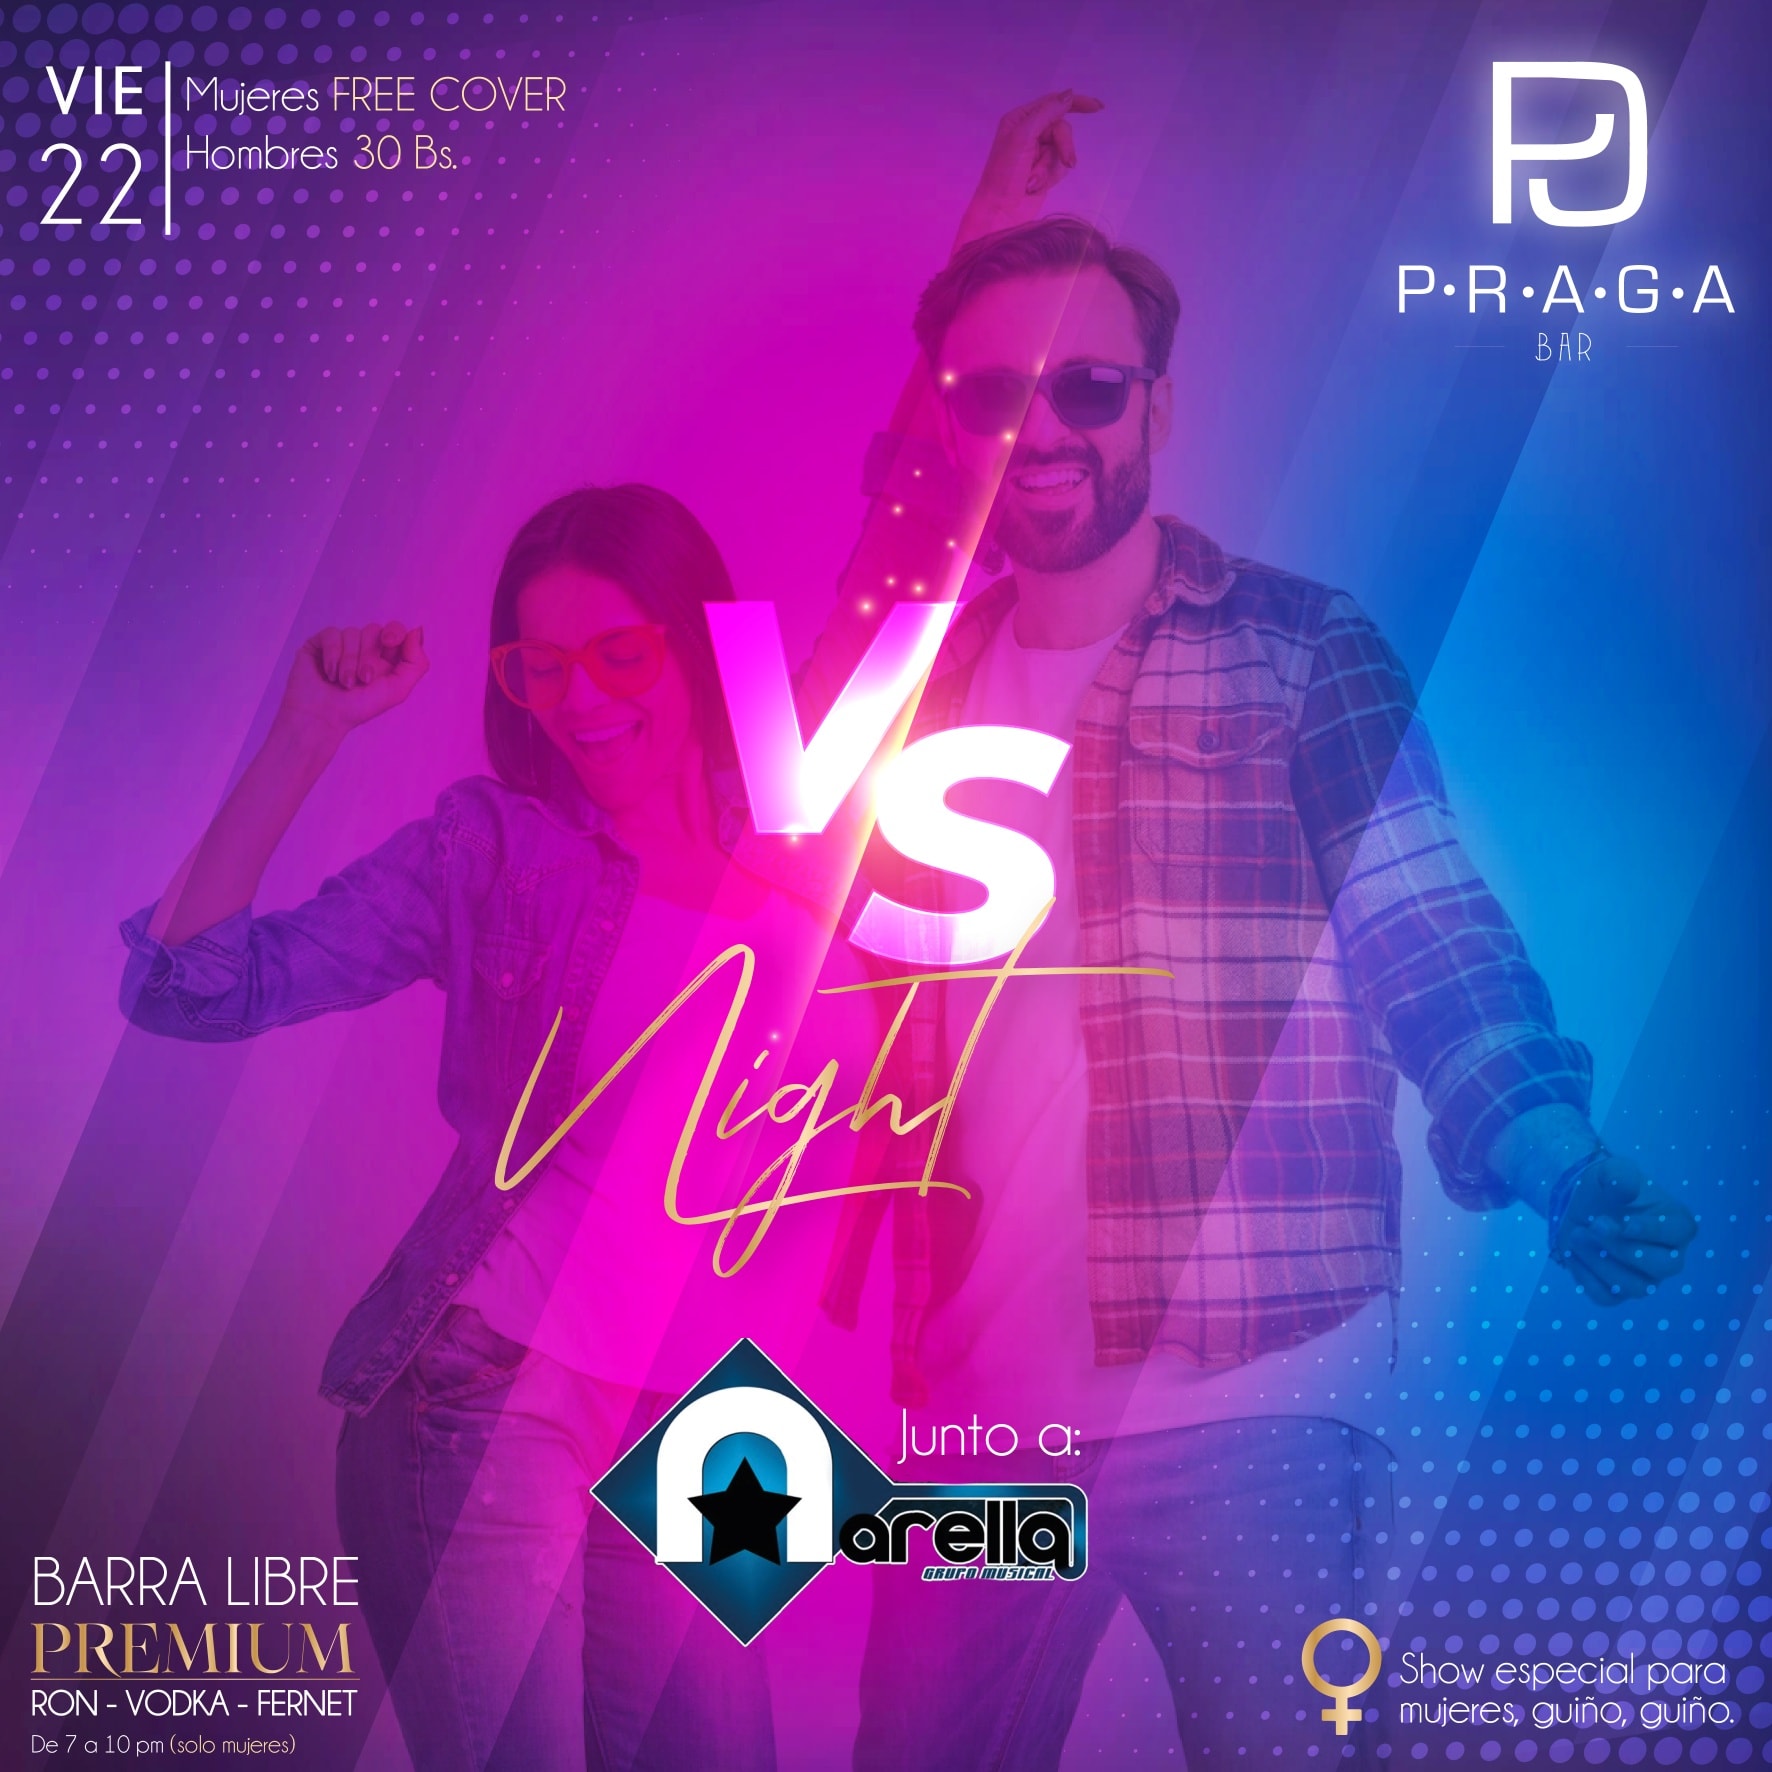 VIE
22
Mujeres FREE COVER
Hombres 30 Bs.
P·R·A·G·A
BAR
VS
Night
Junto a:
narella
GRUPO MUSICAL
BARRA LIBRE
PREMIUM
RON - VODKA - FERNET
De 7 a 10 pm (solo mujeres)
Show especial para
mujeres, guiño, guiño.